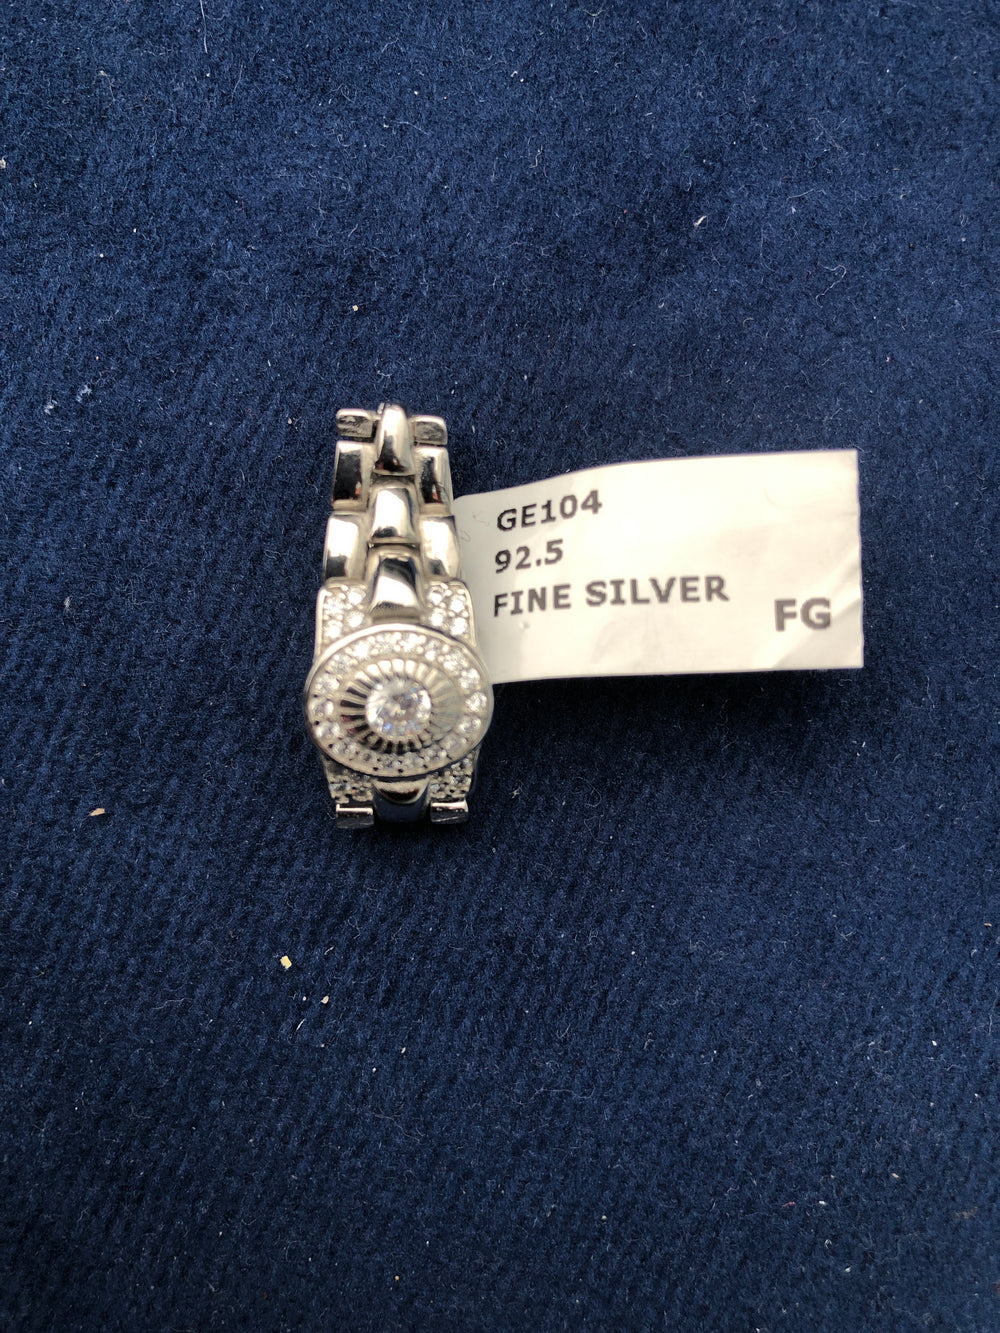 GE104
92.5
FINE SILVER
FG